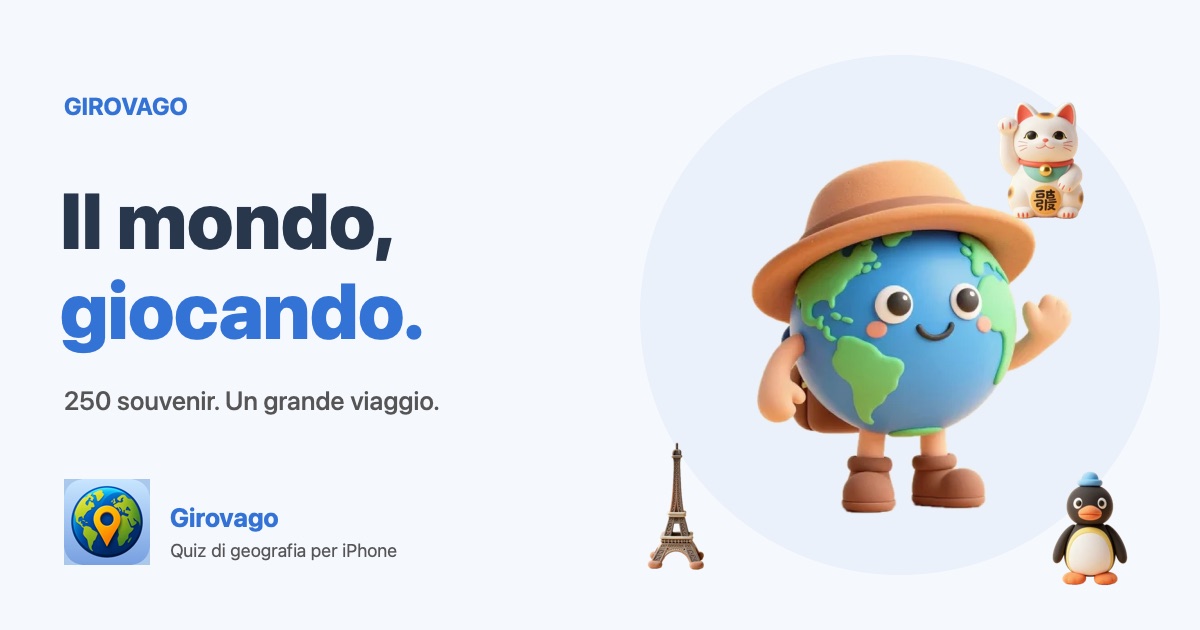 GIROVAGO
Il mondo,
giocando.
250 souvenir. Un grande viaggio.
Girovago
Quiz di geografia per iPhone